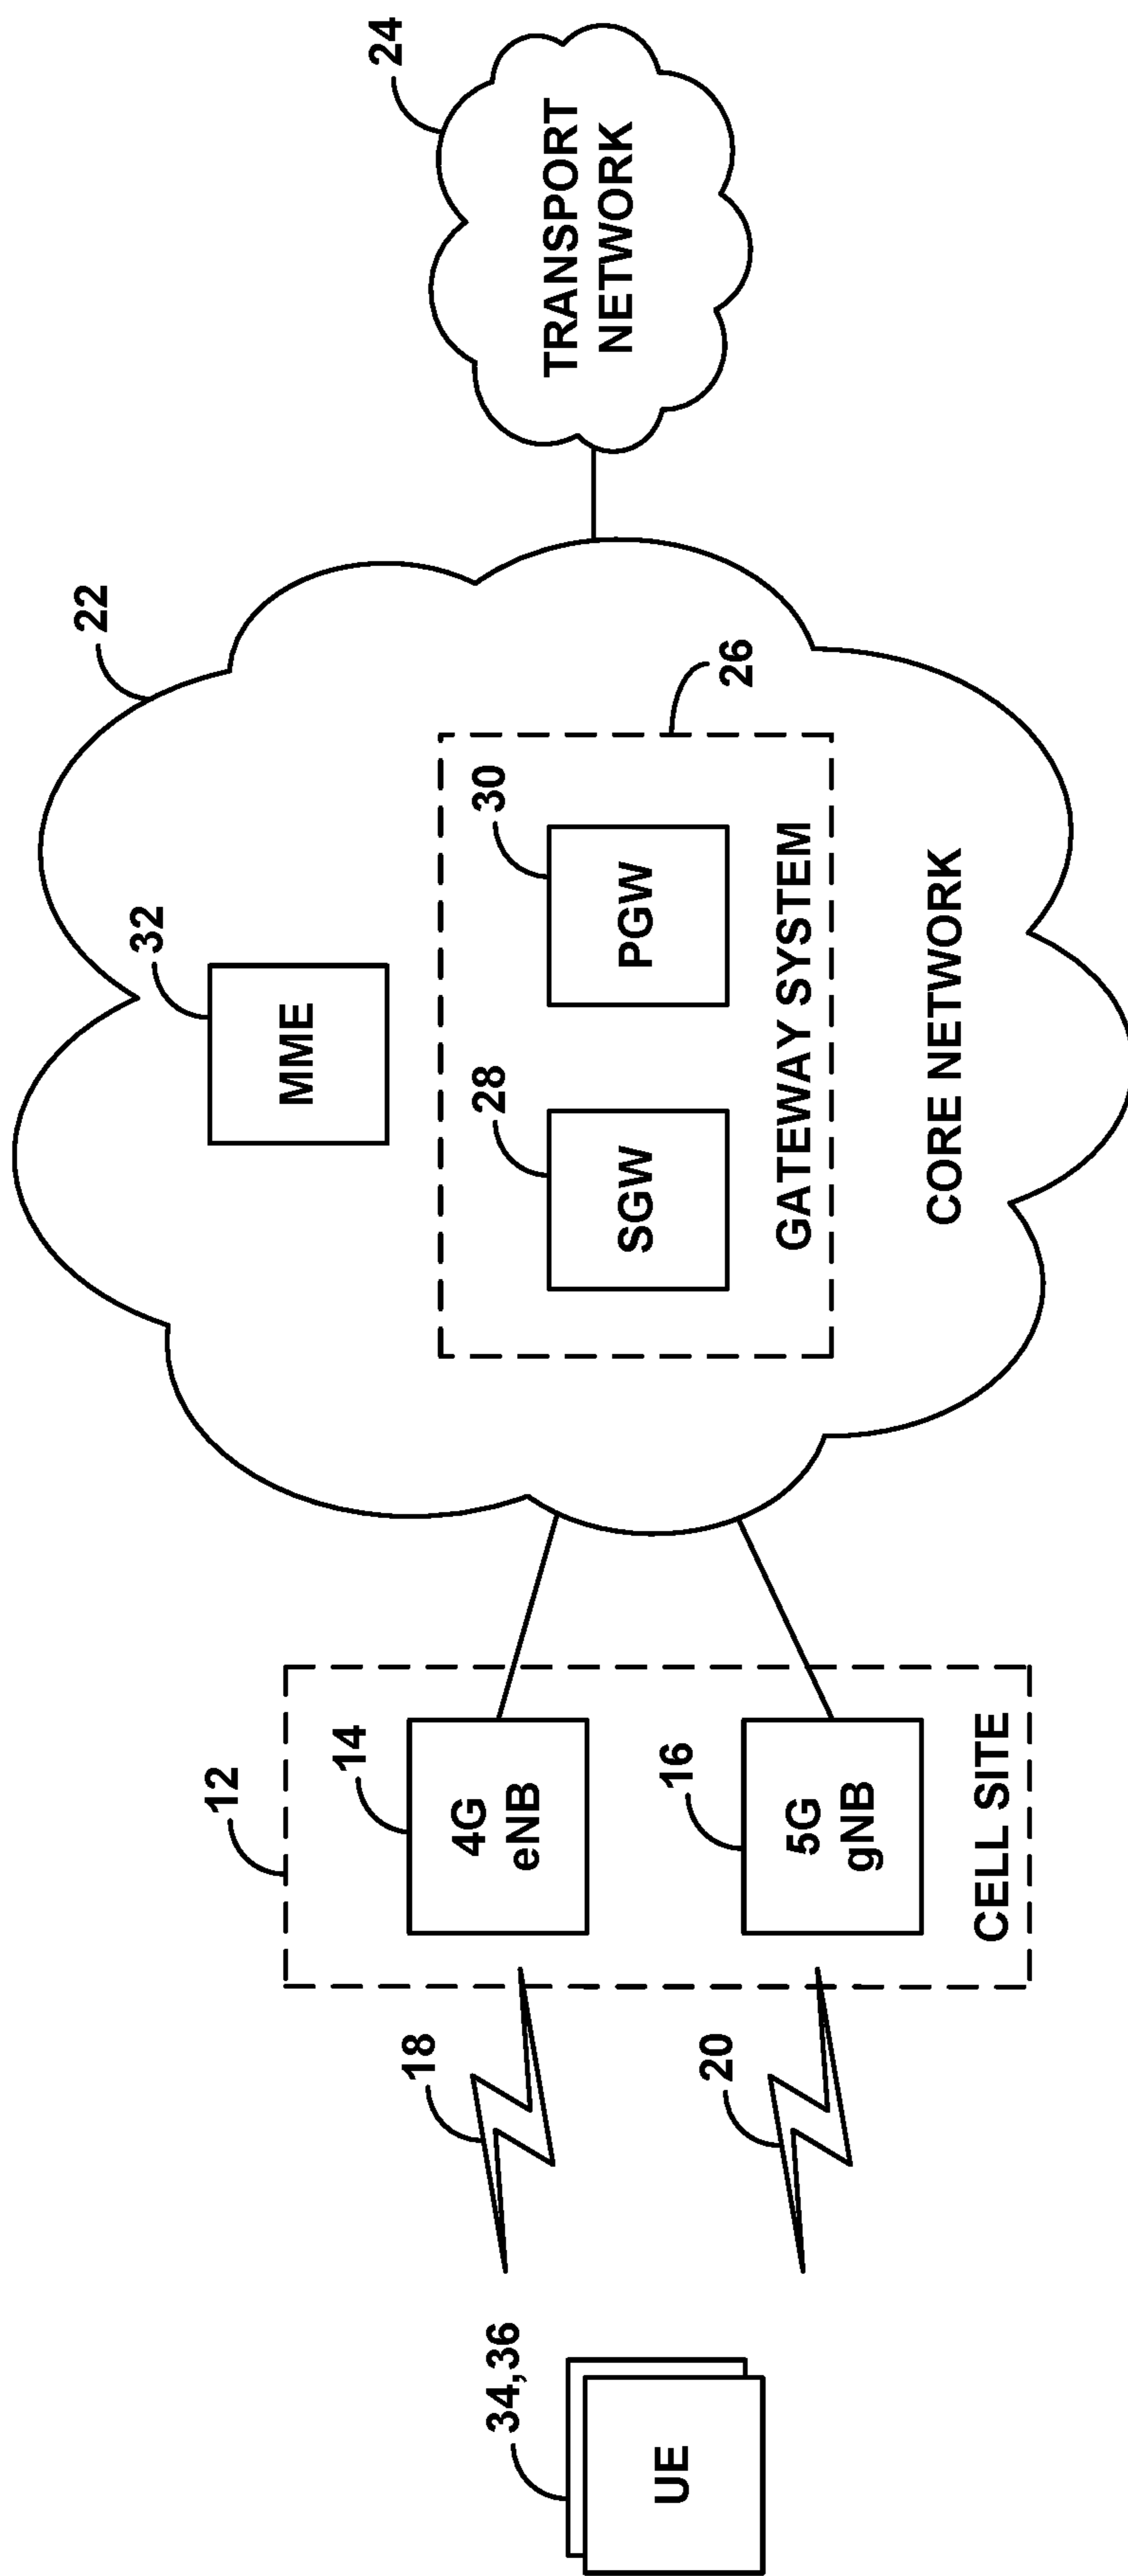 34,36
UE
18
20
12
14
4G
eNB
16
5G
gNB
CELL SITE
22
32
MME
28
SGW
30
PGW
26
GATEWAY SYSTEM
CORE NETWORK
24
TRANSPORT
NETWORK